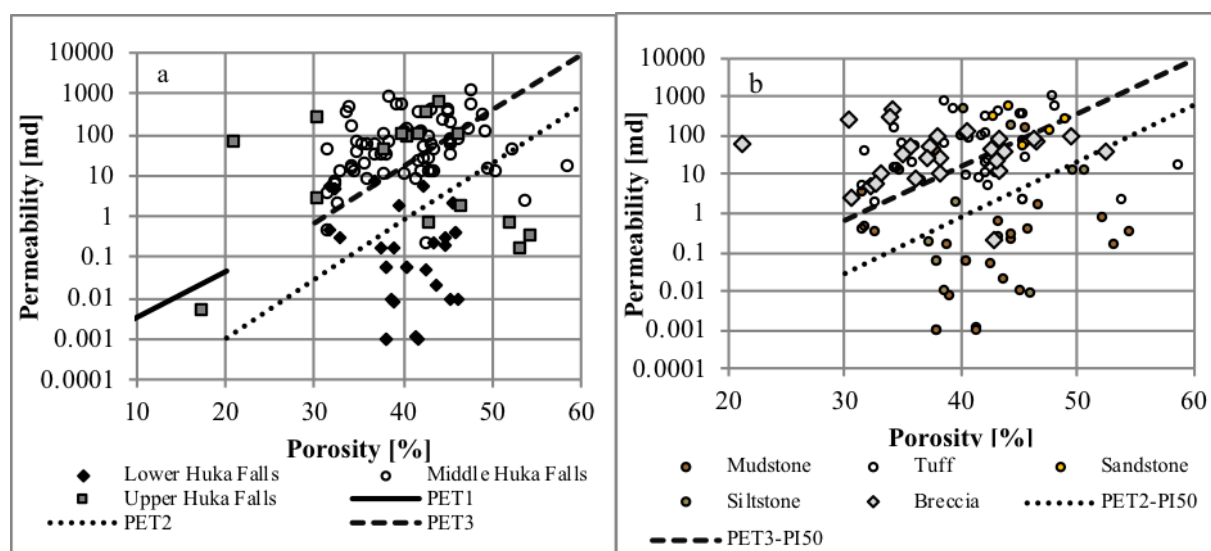 a
10000
1000
100
10
1
0.1
0.01
0.001
0.0001
Permeability [md]
10 20 30 40 50 60
Porosity [%]
Lower Huka Falls Middle Huka Falls
Upper Huka Falls PET1
PET2 PET3
b
10000
1000
100
10
1
0.1
0.01
0.001
0.0001
Permeability [md]
20 30 40 50 60
Porosity [%]
Mudstone Tuff Sandstone
Siltstone Breccia PET2-PI50
PET3-PI50